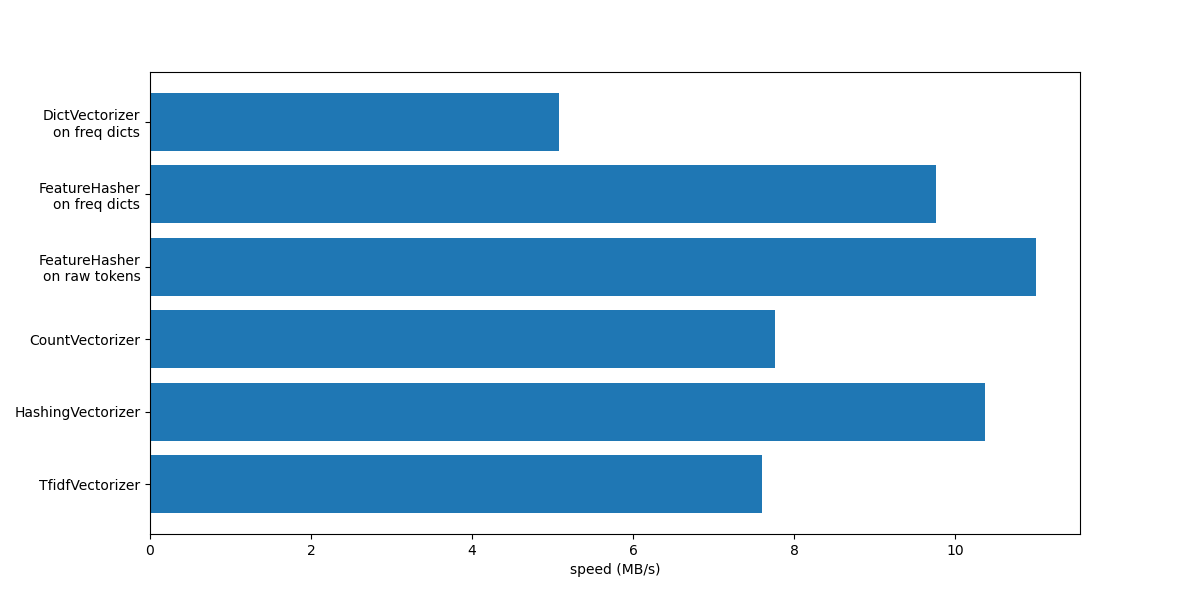 DictVectorizer
on freq dicts
FeatureHasher
on freq dicts
FeatureHasher
on raw tokens
CountVectorizer
HashingVectorizer
TfidfVectorizer
0 2 4 6 8 10
speed (MB/s)